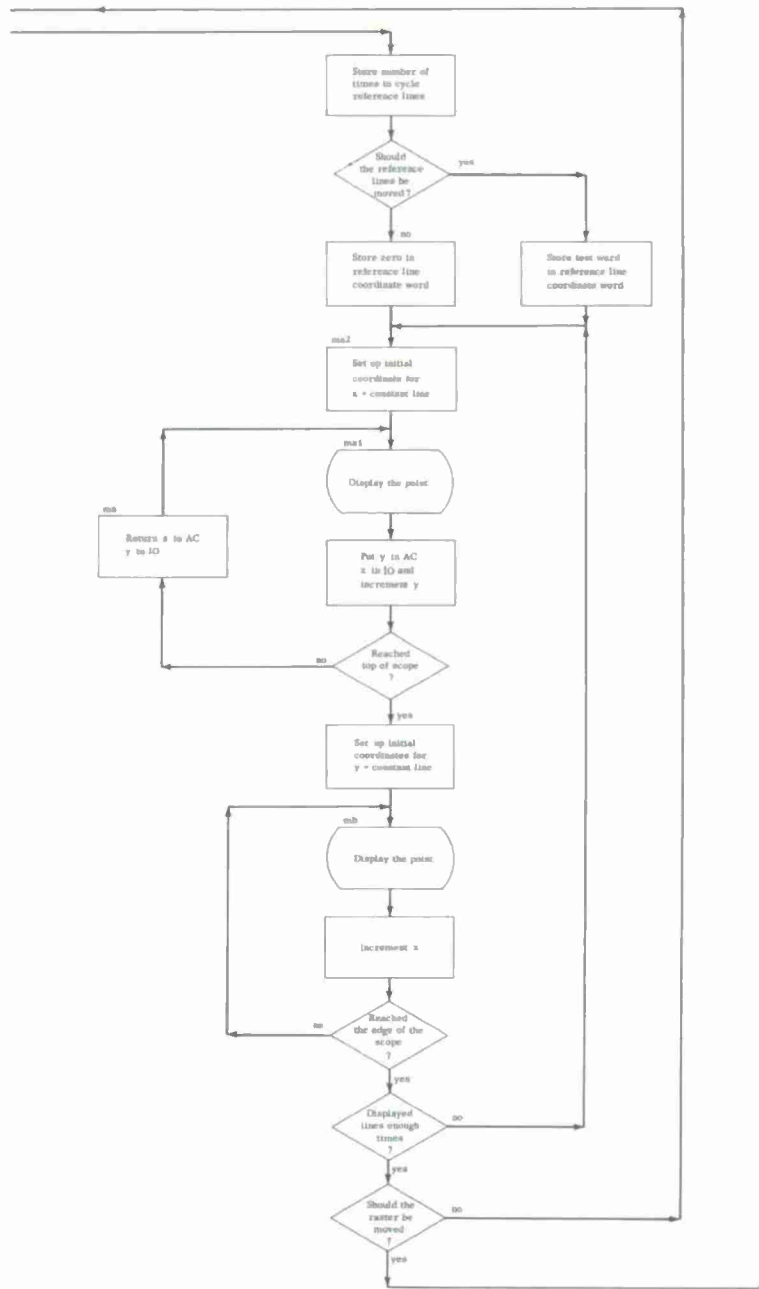 Store number of
times to cycle
reference lines
Should
the reference
lines be
moved?
yes
no
Store zero in
reference line
coordinate word
Store test word
in reference line
coordinate word
ma2
Set up initial
coordinate for
x = constant line
ma1
Display the point
ma
Return x to AC
y to IO
Put y in AC
x in IO and
increment y
Reached
top of scope
?
no
yes
Set up initial
coordinates for
y = constant line
mb
Display the point
Increment x
Reached
the edge of the
scope
?
no
yes
Displayed
lines enough
times
?
no
yes
Should the
raster be
moved
?
no
yes